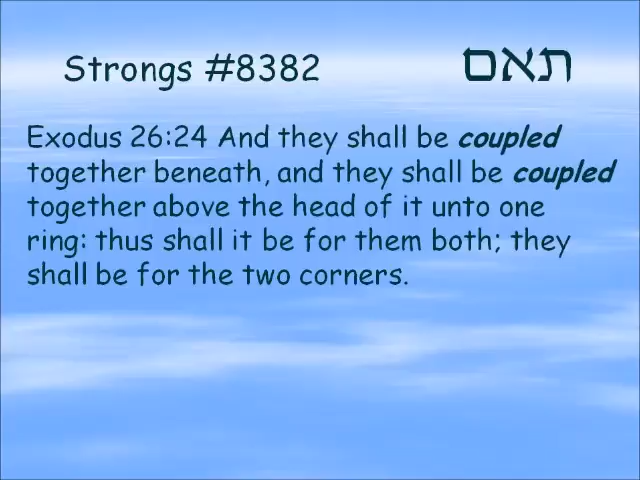 Strongs #8382 תאם
Exodus 26:24 And they shall be coupled
together beneath, and they shall be coupled
together above the head of it unto one
ring: thus shall it be for them both; they
shall be for the two corners.